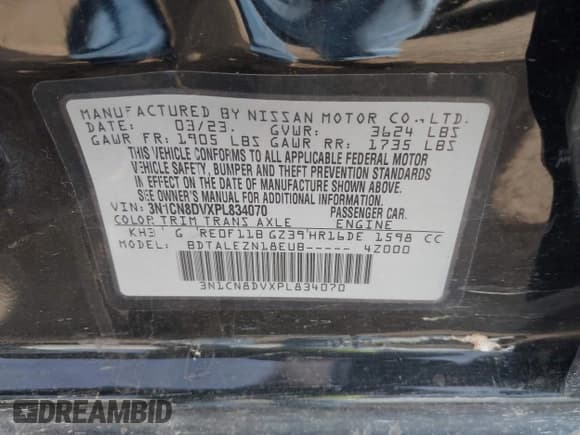 MANUFACTURED BY NISSAN MOTOR CO.,LTD.
DATE: 03/23. GVWR: 3624 LBS
GAWR FR: 1905 LBS GAWR RR: 1735 LBS
THIS VEHICLE CONFORMS TO ALL APPLICABLE FEDERAL MOTOR
VEHICLE SAFETY, BUMPER AND THEFT PREVENTION STANDARDS
IN EFFECT ON THE DATE OF MANUFACTURE SHOWN ABOVE.
SEE OWNER'S MANUAL FOR ADDITIONAL INFORMATION.
VIN: 3N1CN8DVXPL834070 PASSENGER CAR.
COLOR TRIM TRANS AXLE ENGINE
KH3 G RE0F11B GZ39 HR16DE 1598 CC
MODEL: BDTALEZN18EUB----- 4Z000
3N1CN8DVXPL834070
DREAMBID